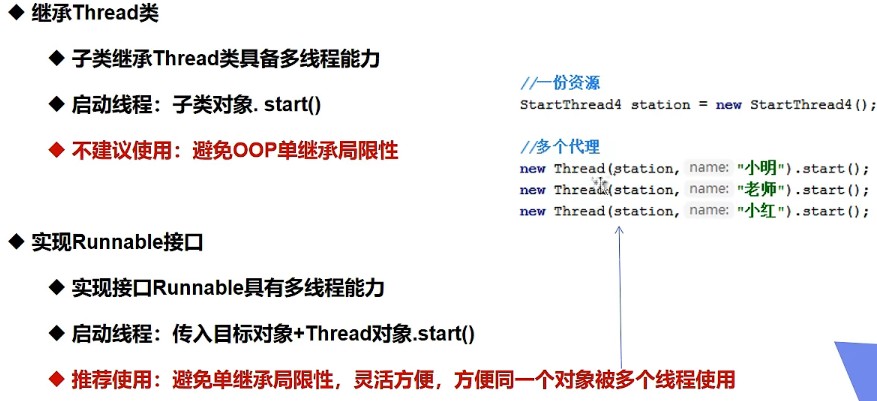 ◆ 继承Thread类
◆ 子类继承Thread类具备多线程能力
◆ 启动线程：子类对象. start()
◆ 不建议使用：避免OOP单继承局限性
◆ 实现Runnable接口
◆ 实现接口Runnable具有多线程能力
◆ 启动线程：传入目标对象+Thread对象.start()
◆ 推荐使用：避免单继承局限性，灵活方便，方便同一个对象被多个线程使用
//一份资源
StartThread4 station = new StartThread4();
//多个代理
new Thread(station, name: "小明").start();
new Thread(station, name: "老师").start();
new Thread(station, name: "小红").start();